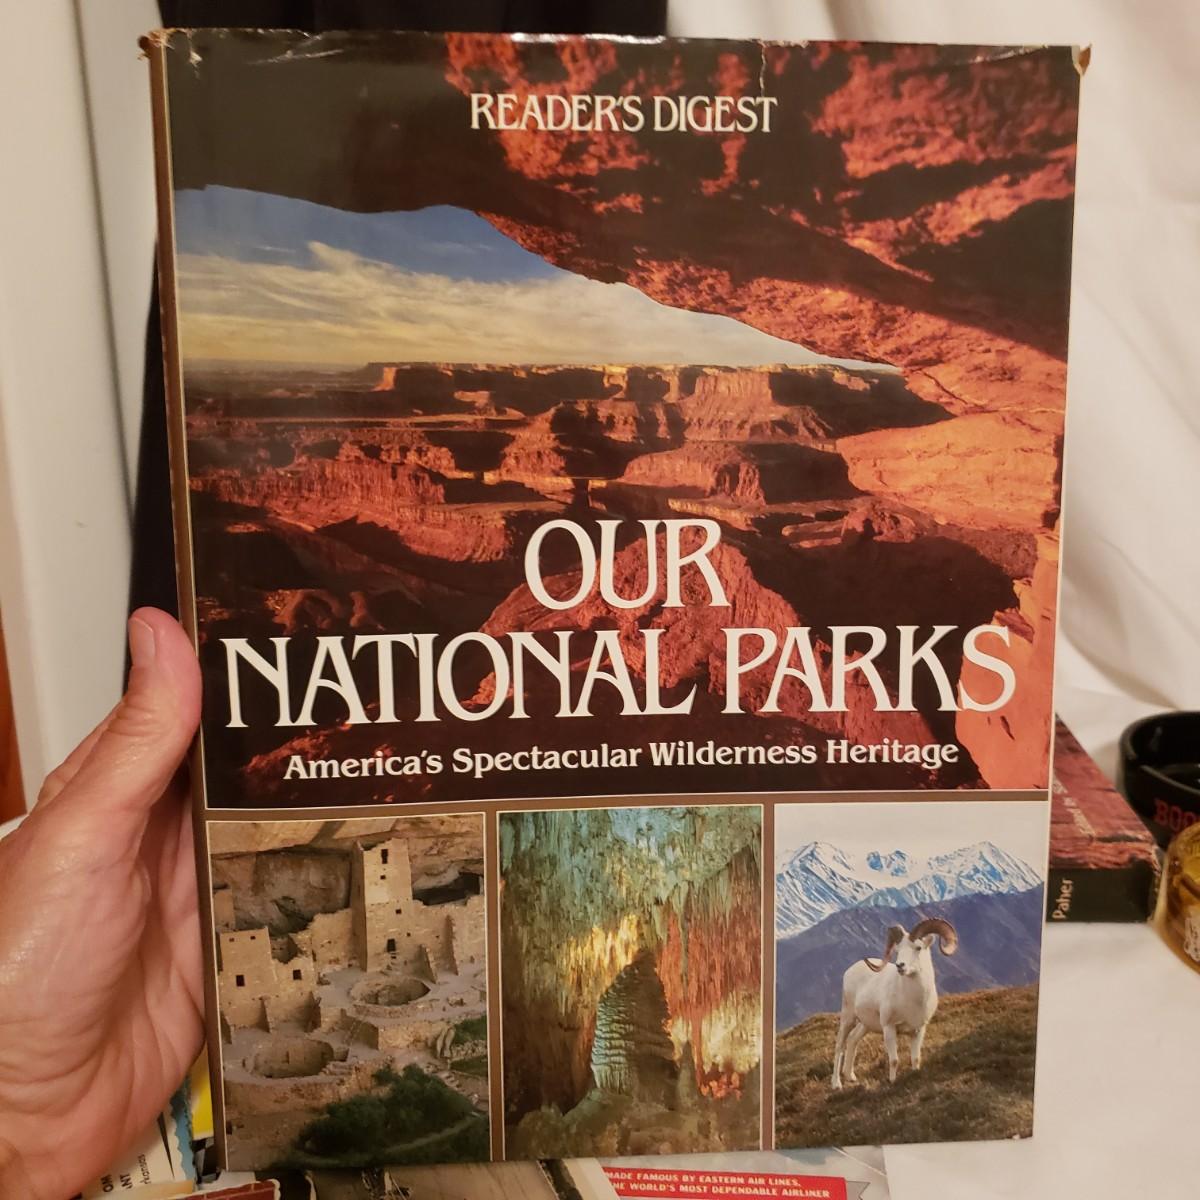 READER'S DIGEST
OUR
NATIONAL PARKS
America's Spectacular Wilderness Heritage
Paher
BOO
MADE FAMOUS BY EASTERN AIR LINES,
THE WORLD'S MOST DEPENDABLE AIRLINER